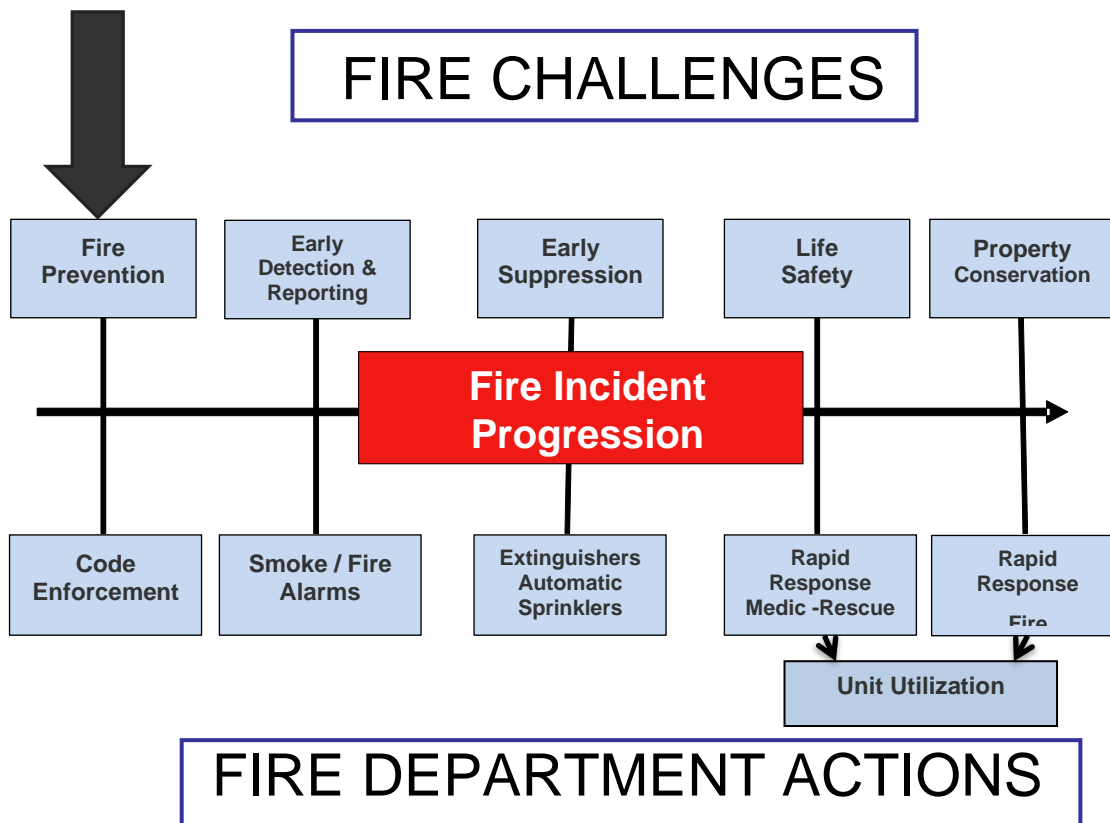 FIRE CHALLENGES
Fire
Prevention
Early
Detection &
Reporting
Early
Suppression
Life
Safety
Property
Conservation
Fire Incident
Progression
Code
Enforcement
Smoke / Fire
Alarms
Extinguishers
Automatic
Sprinklers
Rapid
Response
Medic -Rescue
Rapid
Response
Fire
Unit Utilization
FIRE DEPARTMENT ACTIONS